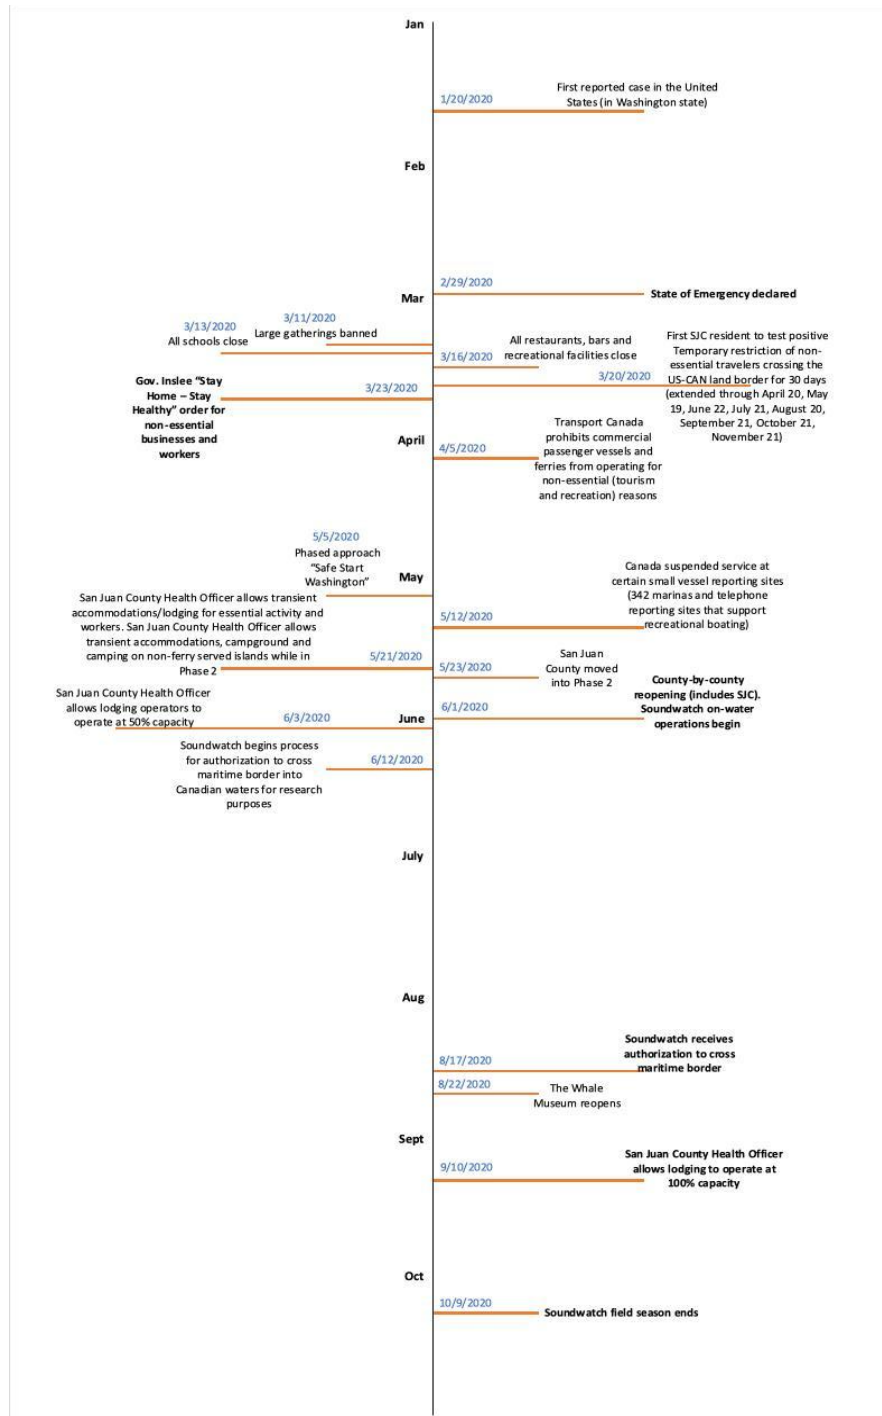 Jan
1/20/2020
First reported case in the United
States (in Washington state)
Feb
2/29/2020
State of Emergency declared
Mar
3/11/2020
Large gatherings banned
3/13/2020
All schools close
3/16/2020
All restaurants, bars and
recreational facilities close
3/20/2020
First SJC resident to test positive
Temporary restriction of non-
essential travelers crossing the
US-CAN land border for 30 days
(extended through April 20, May
19, June 22, July 21, August 20,
September 21, October 21,
November 21)
3/23/2020
Gov. Inslee “Stay
Home – Stay
Healthy” order for
non-essential
businesses and
workers
April
4/5/2020
Transport Canada
prohibits commercial
passenger vessels and
ferries from operating for
non-essential (tourism
and recreation) reasons
5/5/2020
Phased approach
“Safe Start
Washington”
May
5/12/2020
Canada suspended service at
certain small vessel reporting sites
(342 marinas and telephone
reporting sites that support
recreational boating)
San Juan County Health Officer allows transient
accommodations/lodging for essential activity and
workers. San Juan County Health Officer allows
transient accommodations, campground and
camping on non-ferry served islands while in
Phase 2
5/21/2020
5/23/2020
San Juan
County moved
into Phase 2
6/1/2020
County-by-county
reopening (includes SJC).
Soundwatch on-water
operations begin
San Juan County Health Officer
allows lodging operators to
operate at 50% capacity
6/3/2020
June
Soundwatch begins process
for authorization to cross
maritime border into
Canadian waters for research
purposes
6/12/2020
July
Aug
8/17/2020
Soundwatch receives
authorization to cross
maritime border
8/22/2020
The Whale
Museum reopens
Sept
9/10/2020
San Juan County Health Officer
allows lodging to operate at
100% capacity
Oct
10/9/2020
Soundwatch field season ends